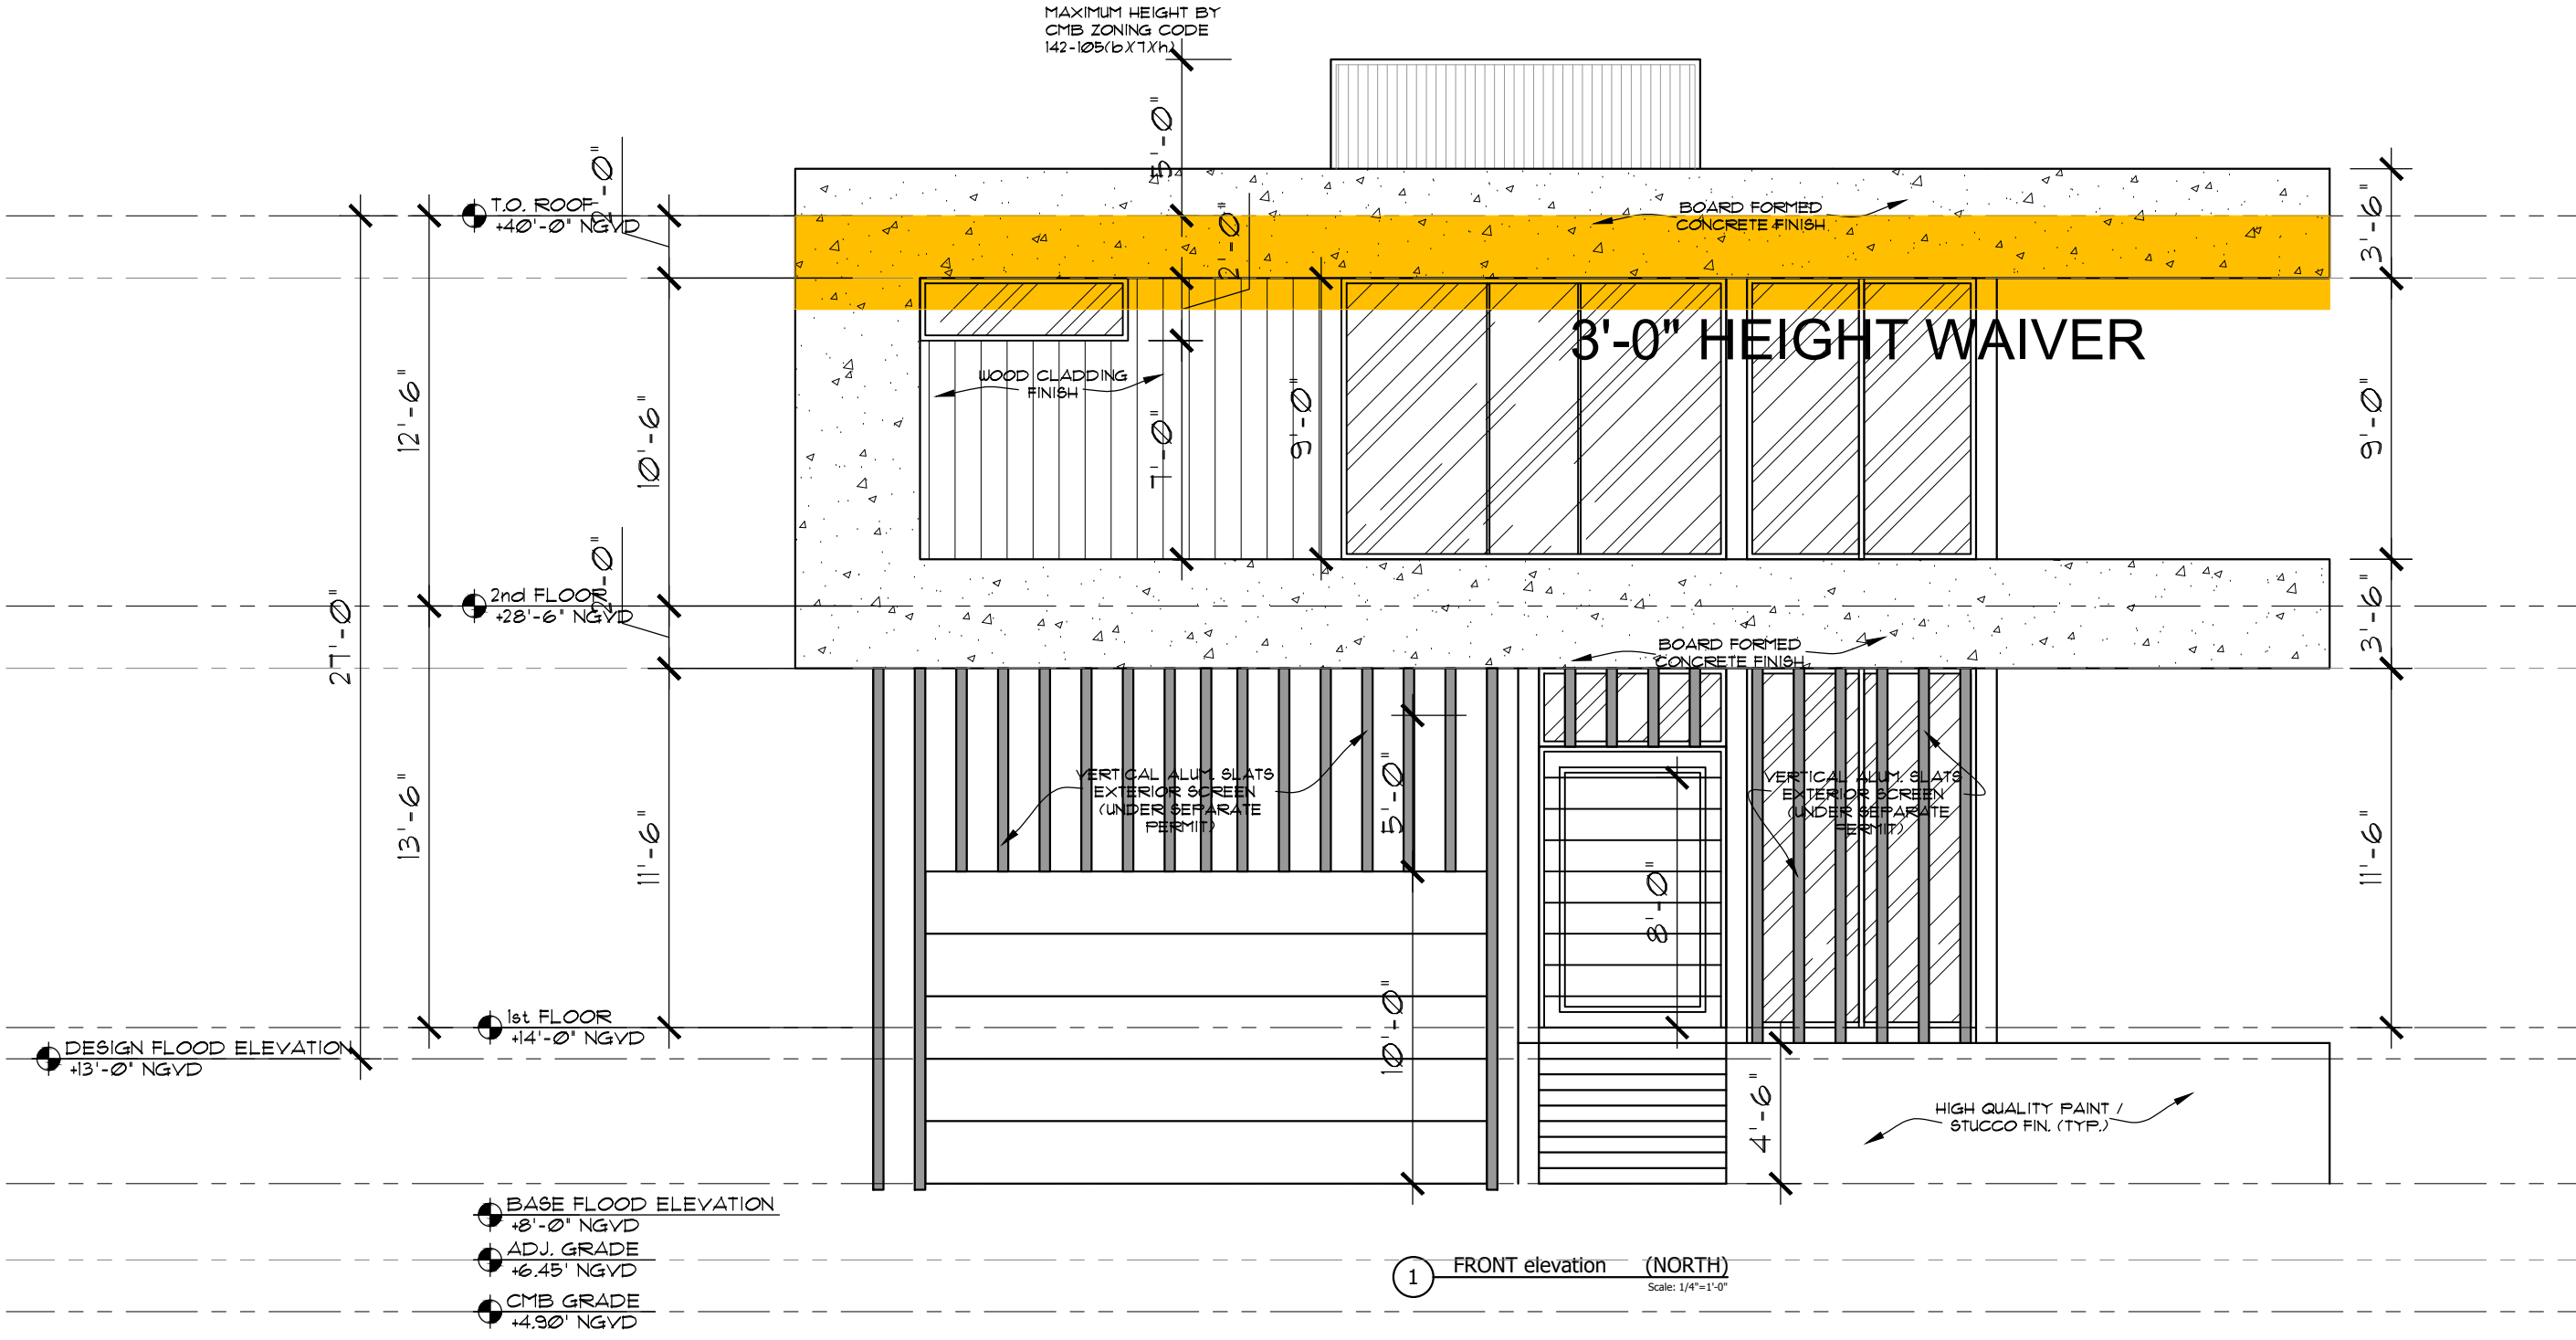 MAXIMUM HEIGHT BY
CMB ZONING CODE
142-105(b)(7)(h)
5'-0"
2'-0"
T.O. ROOF
+40'-0" NGVD
2'-0"
BOARD FORMED
CONCRETE FINISH
3'-6"
3'-0" HEIGHT WAIVER
WOOD CLADDING
FINISH
12'-6"
10'-6"
7'-0"
9'-0"
9'-0"
2'-0"
2nd FLOOR
+28'-6" NGVD
27'-0"
3'-6"
BOARD FORMED
CONCRETE FINISH
VERTICAL ALUM. SLATS
EXTERIOR SCREEN
(UNDER SEPARATE
PERMIT)
VERTICAL ALUM. SLATS
EXTERIOR SCREEN
(UNDER SEPARATE
PERMIT)
13'-6"
11'-6"
5'-0"
8'-0"
11'-6"
1st FLOOR
+14'-0" NGVD
DESIGN FLOOD ELEVATION
+13'-0" NGVD
10'-0"
4'-6"
HIGH QUALITY PAINT /
STUCCO FIN. (TYP.)
BASE FLOOD ELEVATION
+8'-0" NGVD
ADJ. GRADE
+6.45' NGVD
CMB GRADE
+4.90' NGVD
1 FRONT elevation (NORTH)
Scale: 1/4"=1'-0"